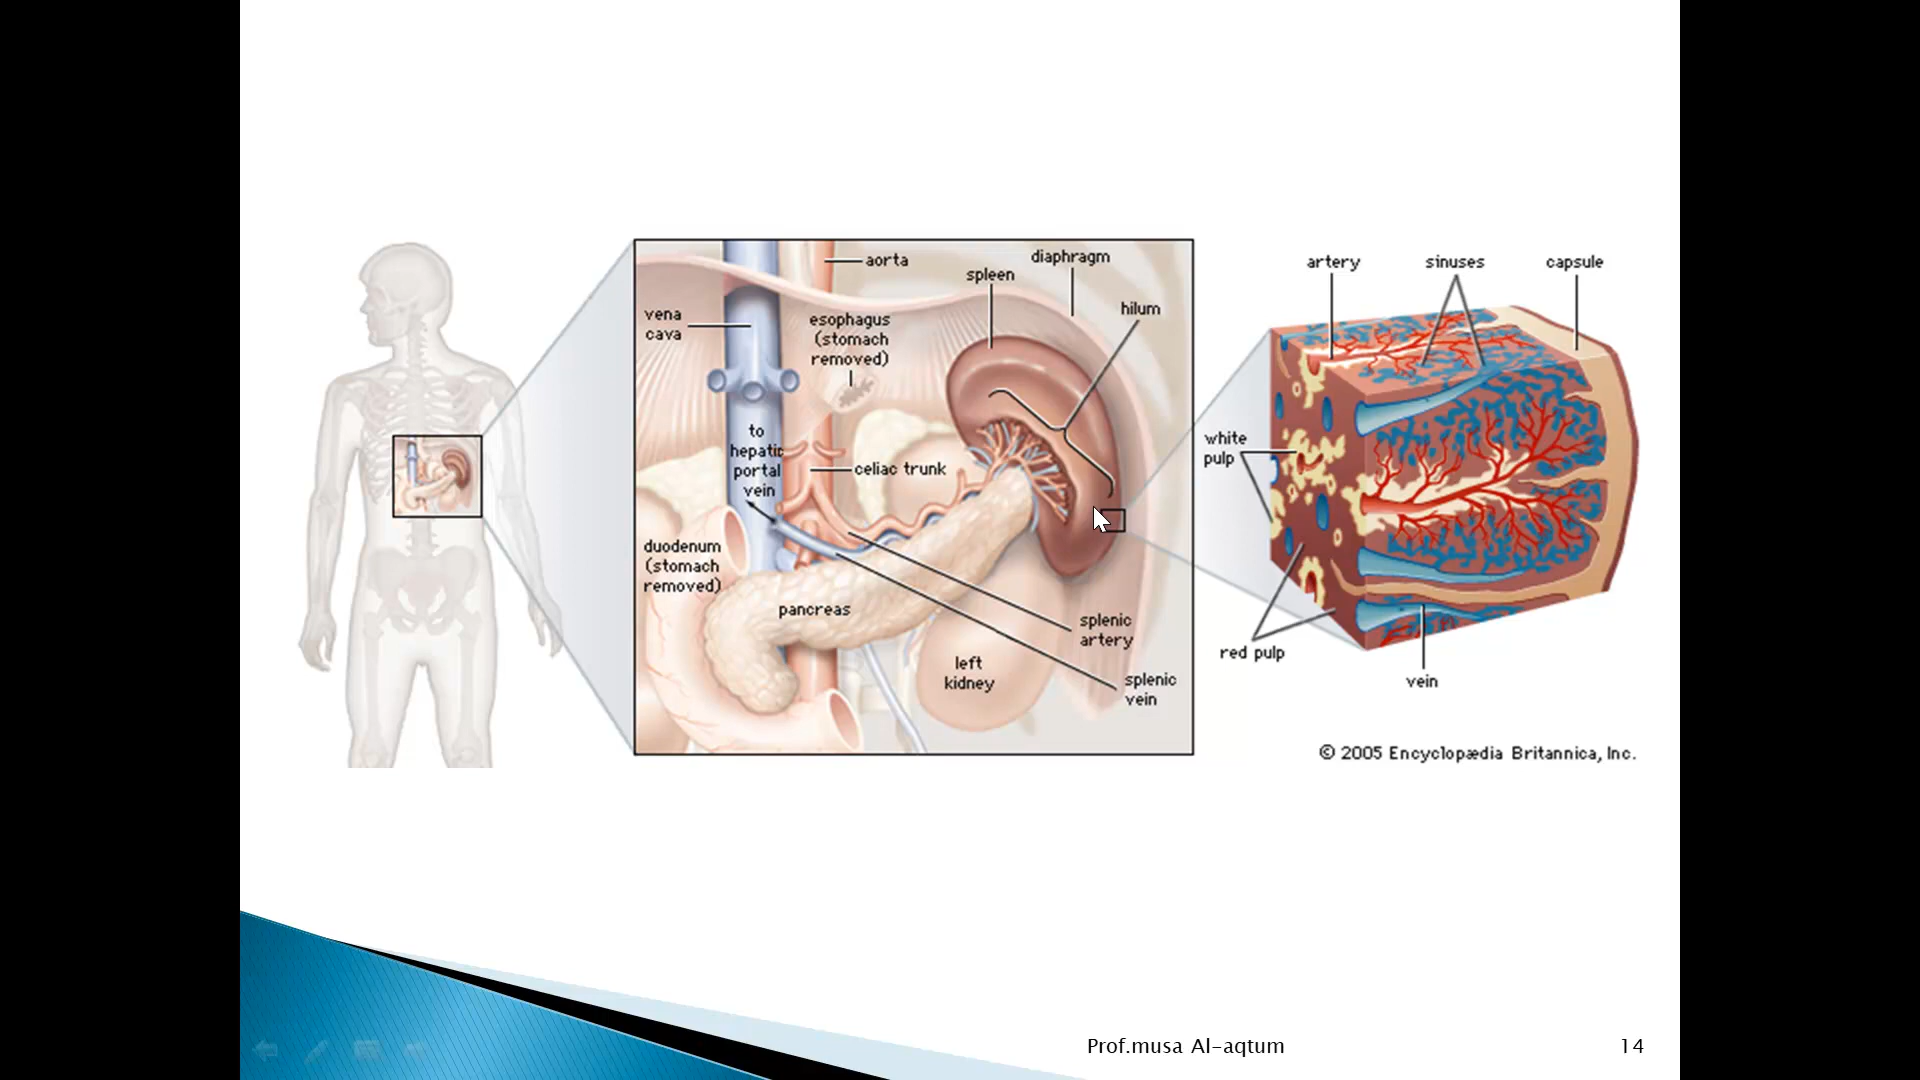 aorta
spleen
diaphragm
hilum
vena
cava
esophagus
(stomach
removed)
to
hepatic
portal
vein
celiac trunk
duodenum
(stomach
removed)
pancreas
splenic
artery
left
kidney
splenic
vein
artery
sinuses
capsule
white
pulp
red pulp
vein
© 2005 Encyclopædia Britannica, Inc.
Prof.musa Al-aqtum
14